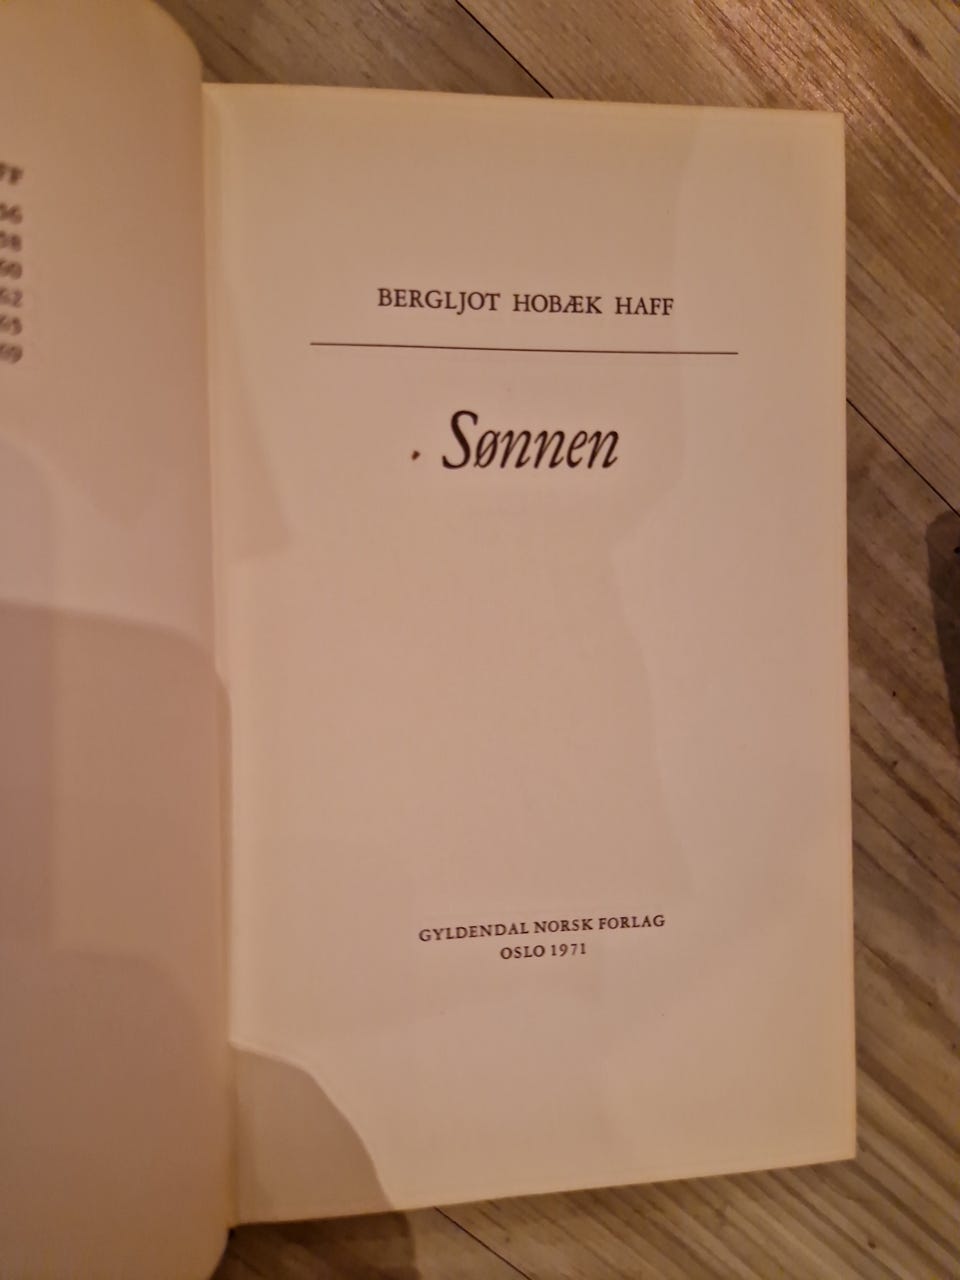 BERGLJOT HOBÆK HAFF
Sønnen
GYLDENDAL NORSK FORLAG
OSLO 1971